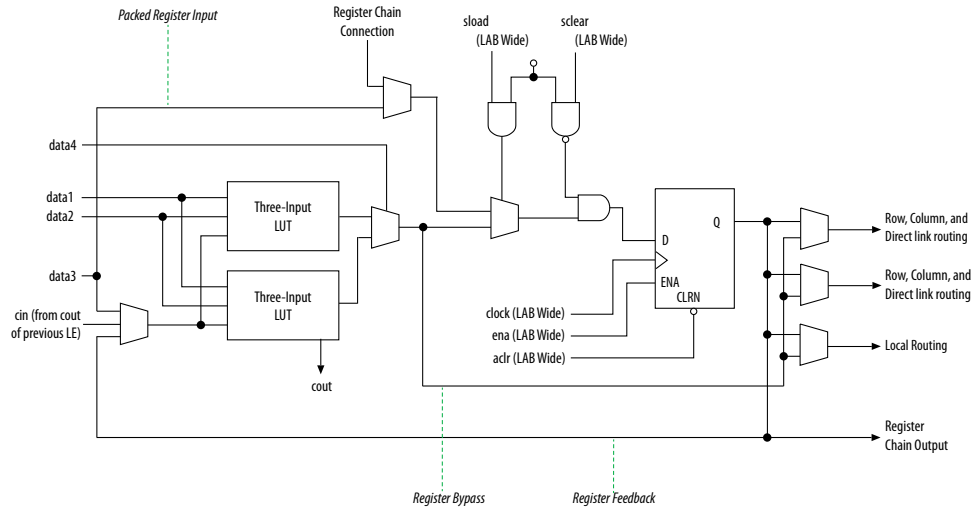 Packed Register Input
Register Chain
Connection
sload
(LAB Wide)
sclear
(LAB Wide)
data4
data1
data2
Three-Input
LUT
data3
Three-Input
LUT
cin (from cout
of previous LE)
cout
Q
D
ENA
CLRN
clock (LAB Wide)
ena (LAB Wide)
aclr (LAB Wide)
Row, Column, and
Direct link routing
Row, Column, and
Direct link routing
Local Routing
Register
Chain Output
Register Bypass
Register Feedback